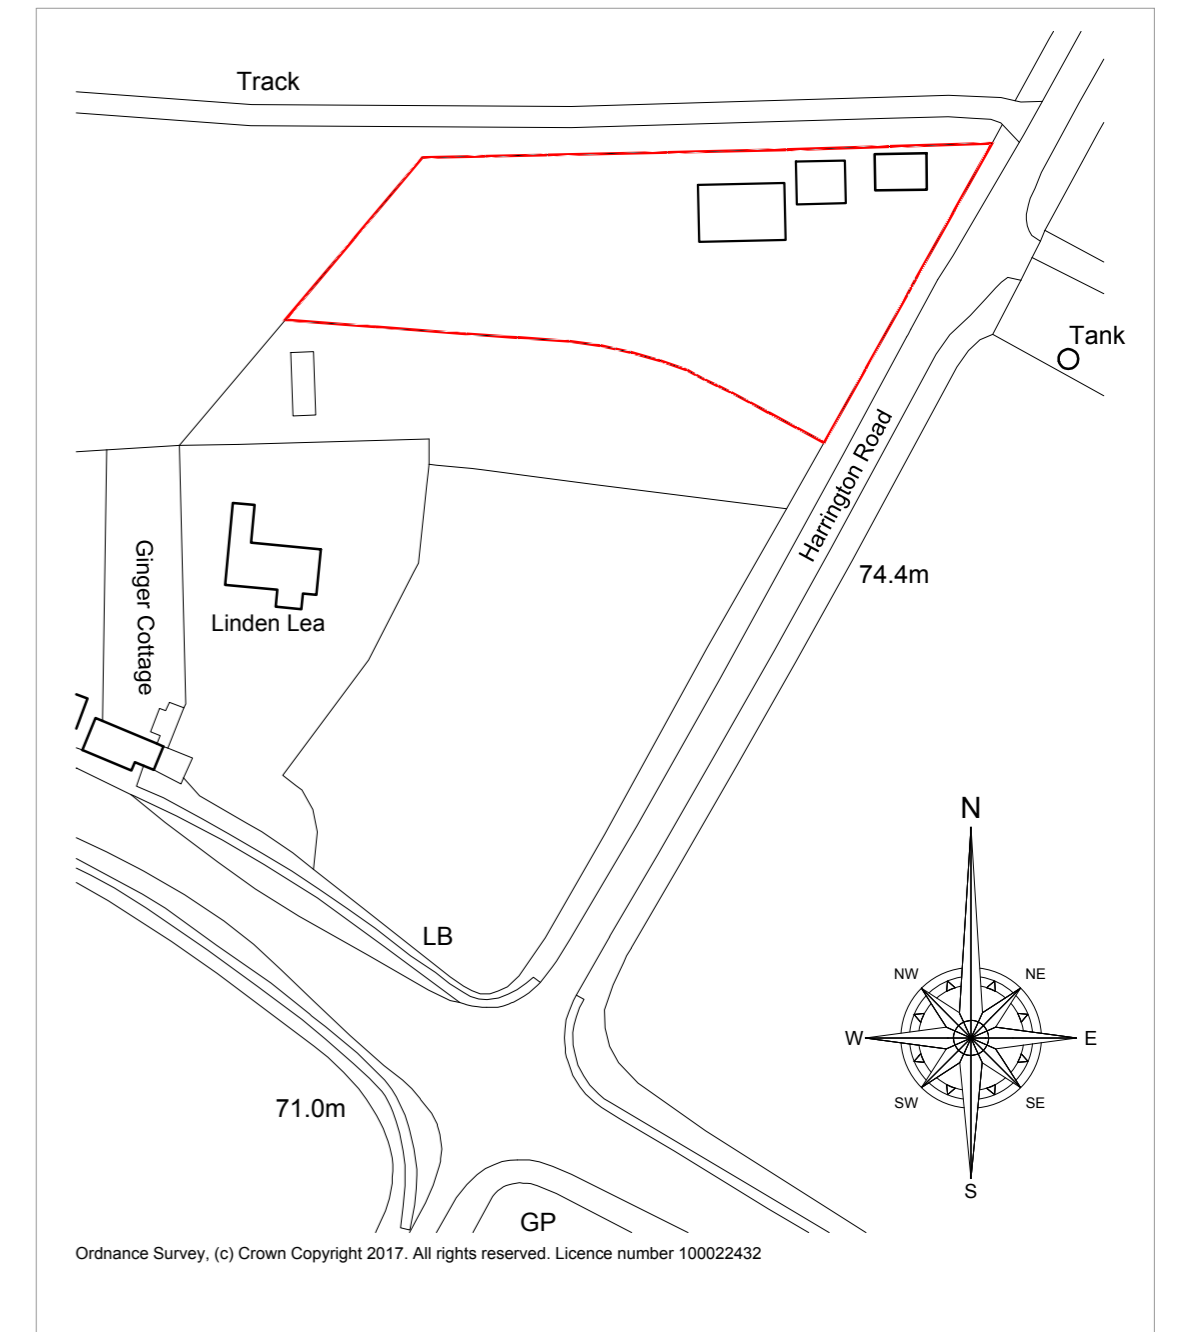 Track
Tank
Harrington Road
74.4m
Ginger Cottage
Linden Lea
N
NW
NE
W
E
SW
SE
S
LB
71.0m
GP
Ordnance Survey, (c) Crown Copyright 2017. All rights reserved. Licence number 100022432